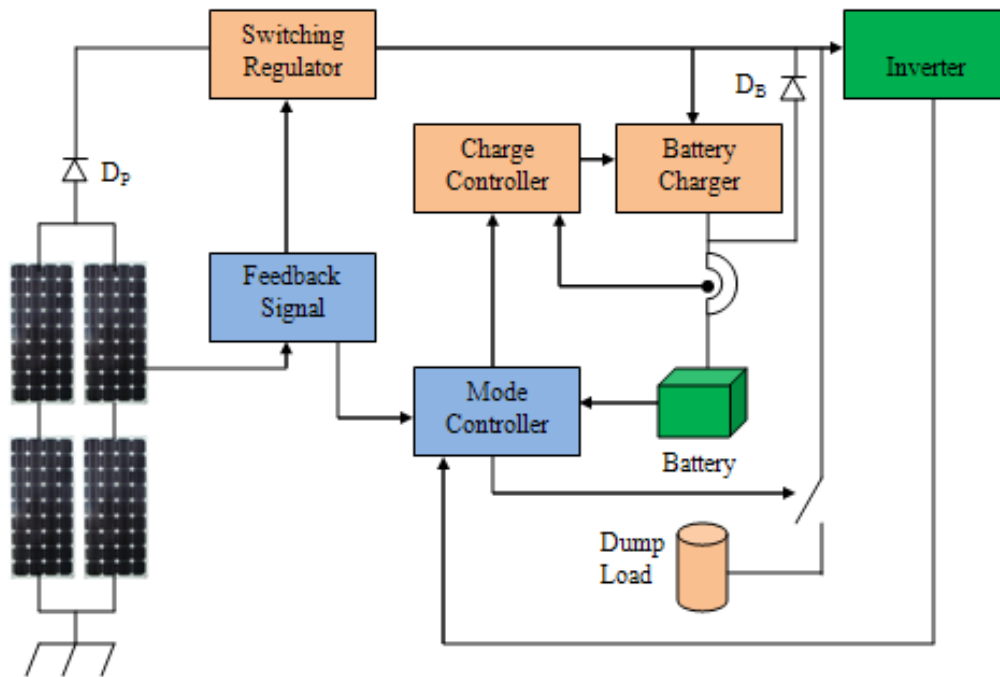 Switching
Regulator
Inverter
D_B
Charge
Controller
Battery
Charger
D_P
Feedback
Signal
Mode
Controller
Battery
Dump
Load